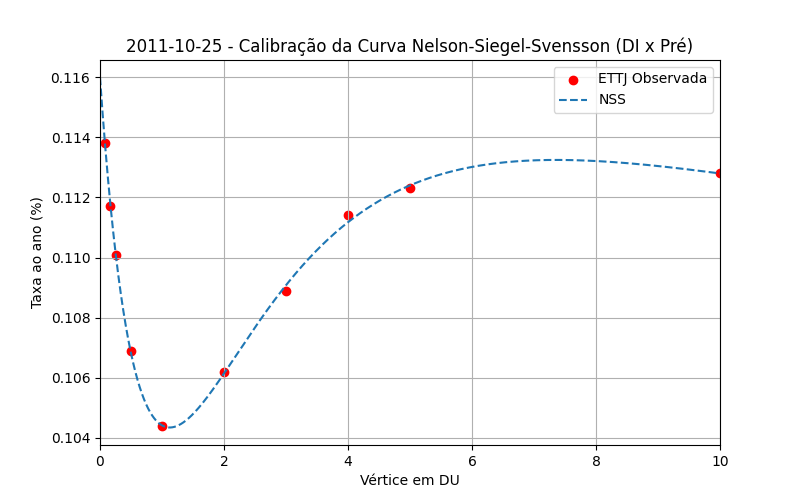 2011-10-25 - Calibração da Curva Nelson-Siegel-Svensson (DI x Pré)
ETTJ Observada
NSS
Taxa ao ano (%)
0.116
0.114
0.112
0.110
0.108
0.106
0.104
0 2 4 6 8 10
Vértice em DU